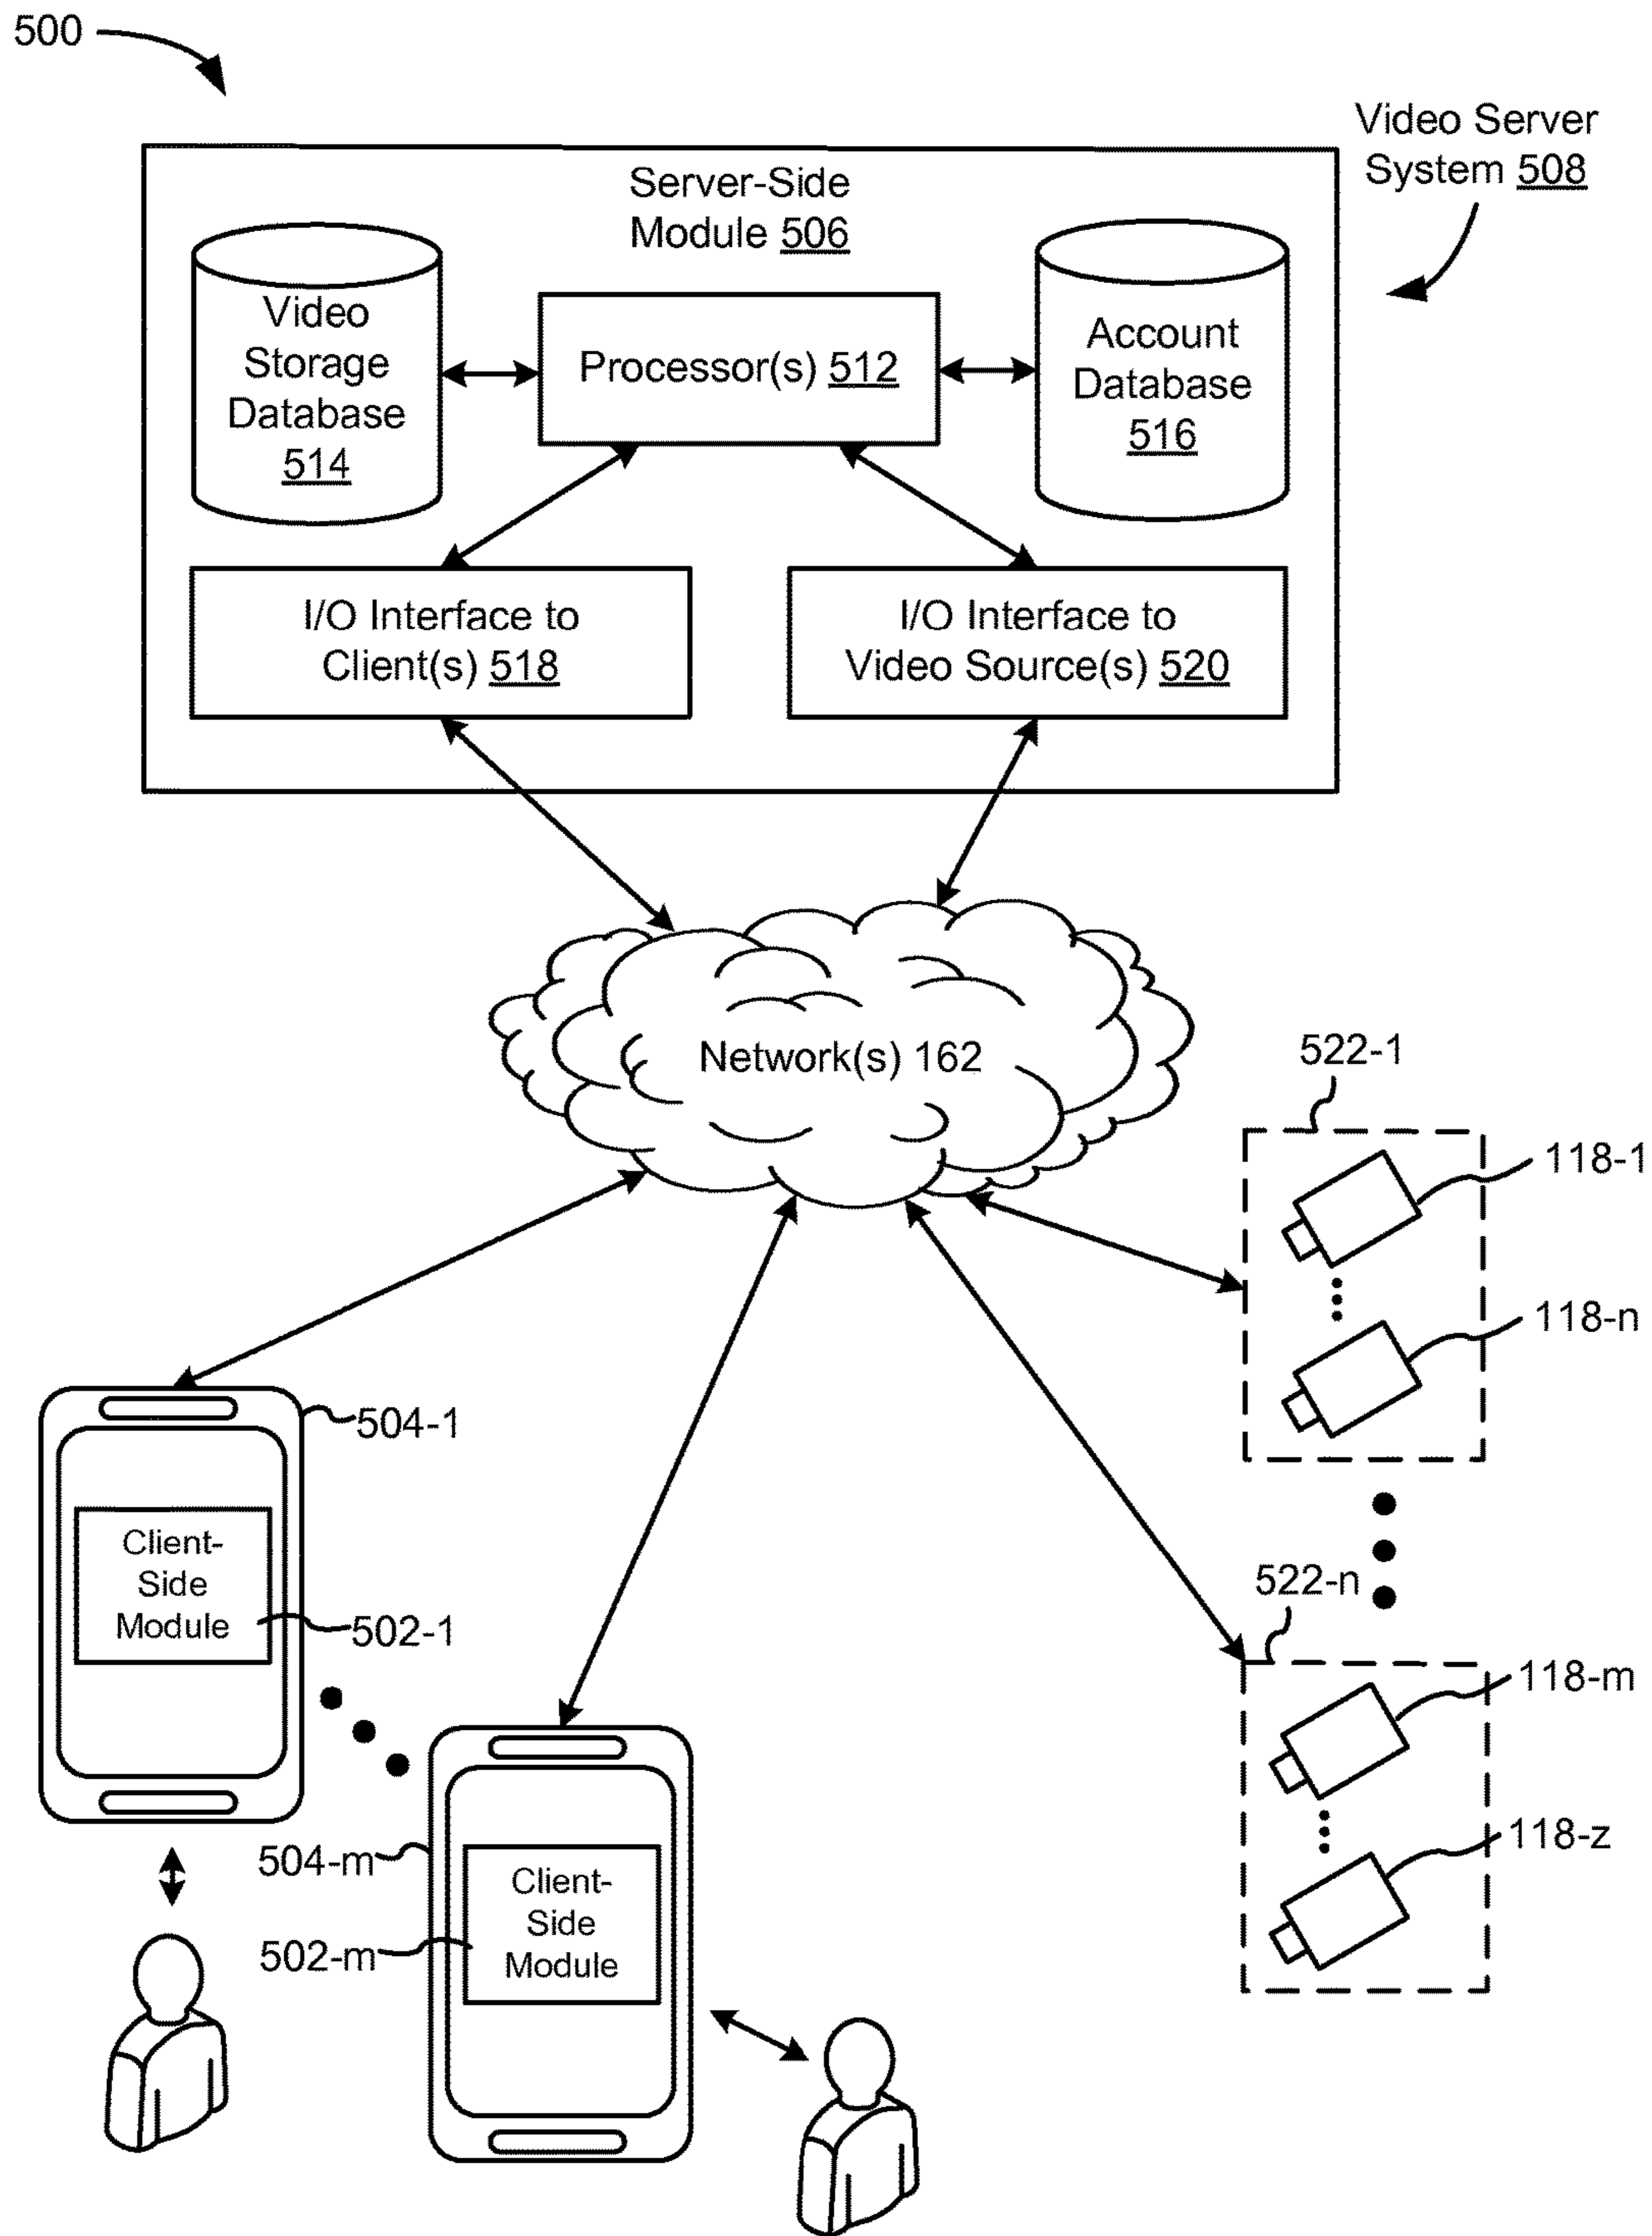 500
Video Server
System 508
Server-Side
Module 506
Video
Storage
Database
514
Processor(s) 512
Account
Database
516
I/O Interface to
Client(s) 518
I/O Interface to
Video Source(s) 520
Network(s) 162
522-1
118-1
118-n
504-1
Client-
Side
Module
502-1
522-n
118-m
118-z
504-m
Client-
Side
Module
502-m